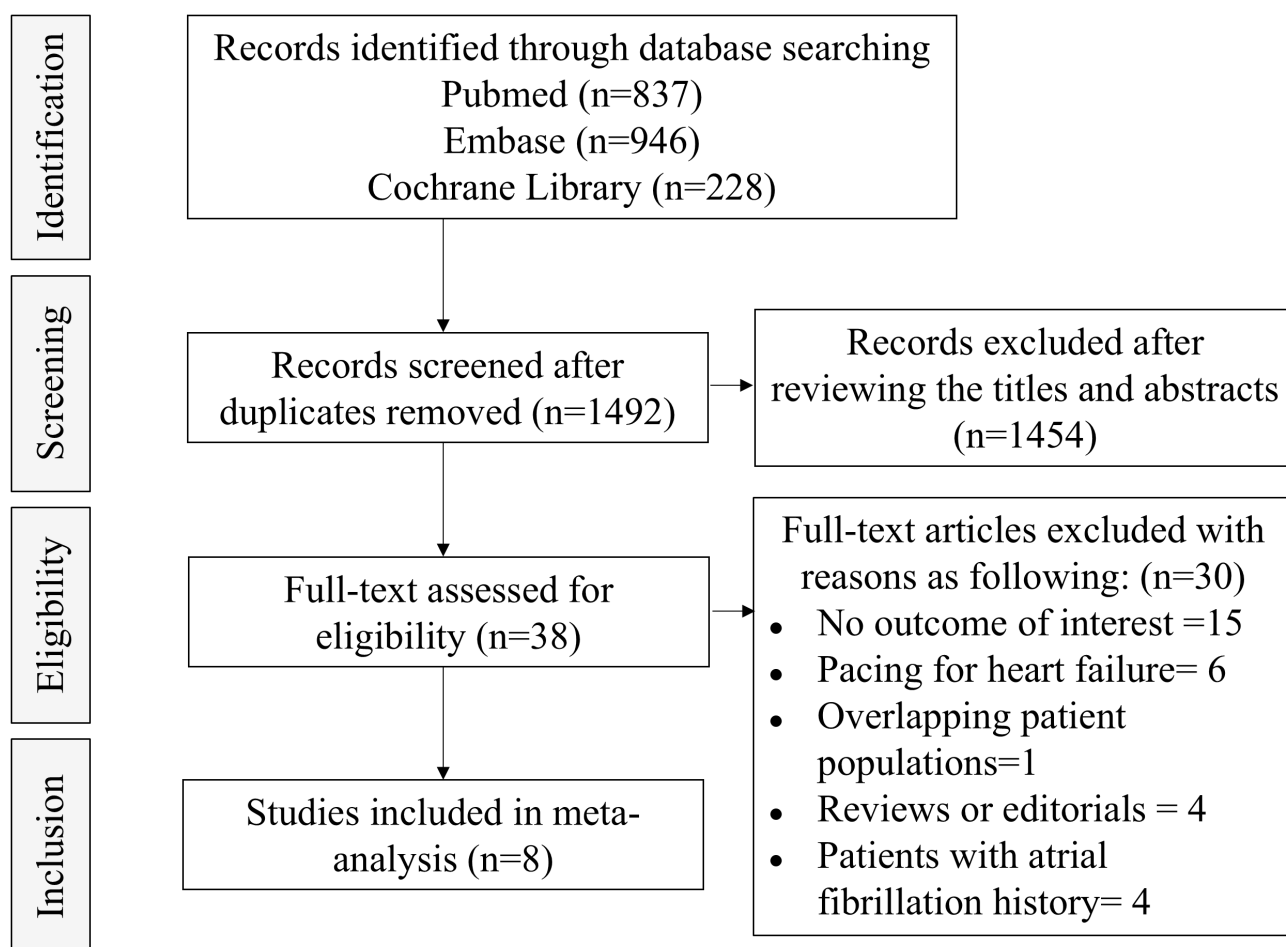 Identification
Records identified through database searching
Pubmed (n=837)
Embase (n=946)
Cochrane Library (n=228)
Screening
Records screened after
duplicates removed (n=1492)
Records excluded after
reviewing the titles and abstracts
(n=1454)
Eligibility
Full-text assessed for
eligibility (n=38)
Full-text articles excluded with
reasons as following: (n=30)
• No outcome of interest =15
• Pacing for heart failure= 6
• Overlapping patient
populations=1
• Reviews or editorials = 4
• Patients with atrial
fibrillation history= 4
Inclusion
Studies included in meta-
analysis (n=8)